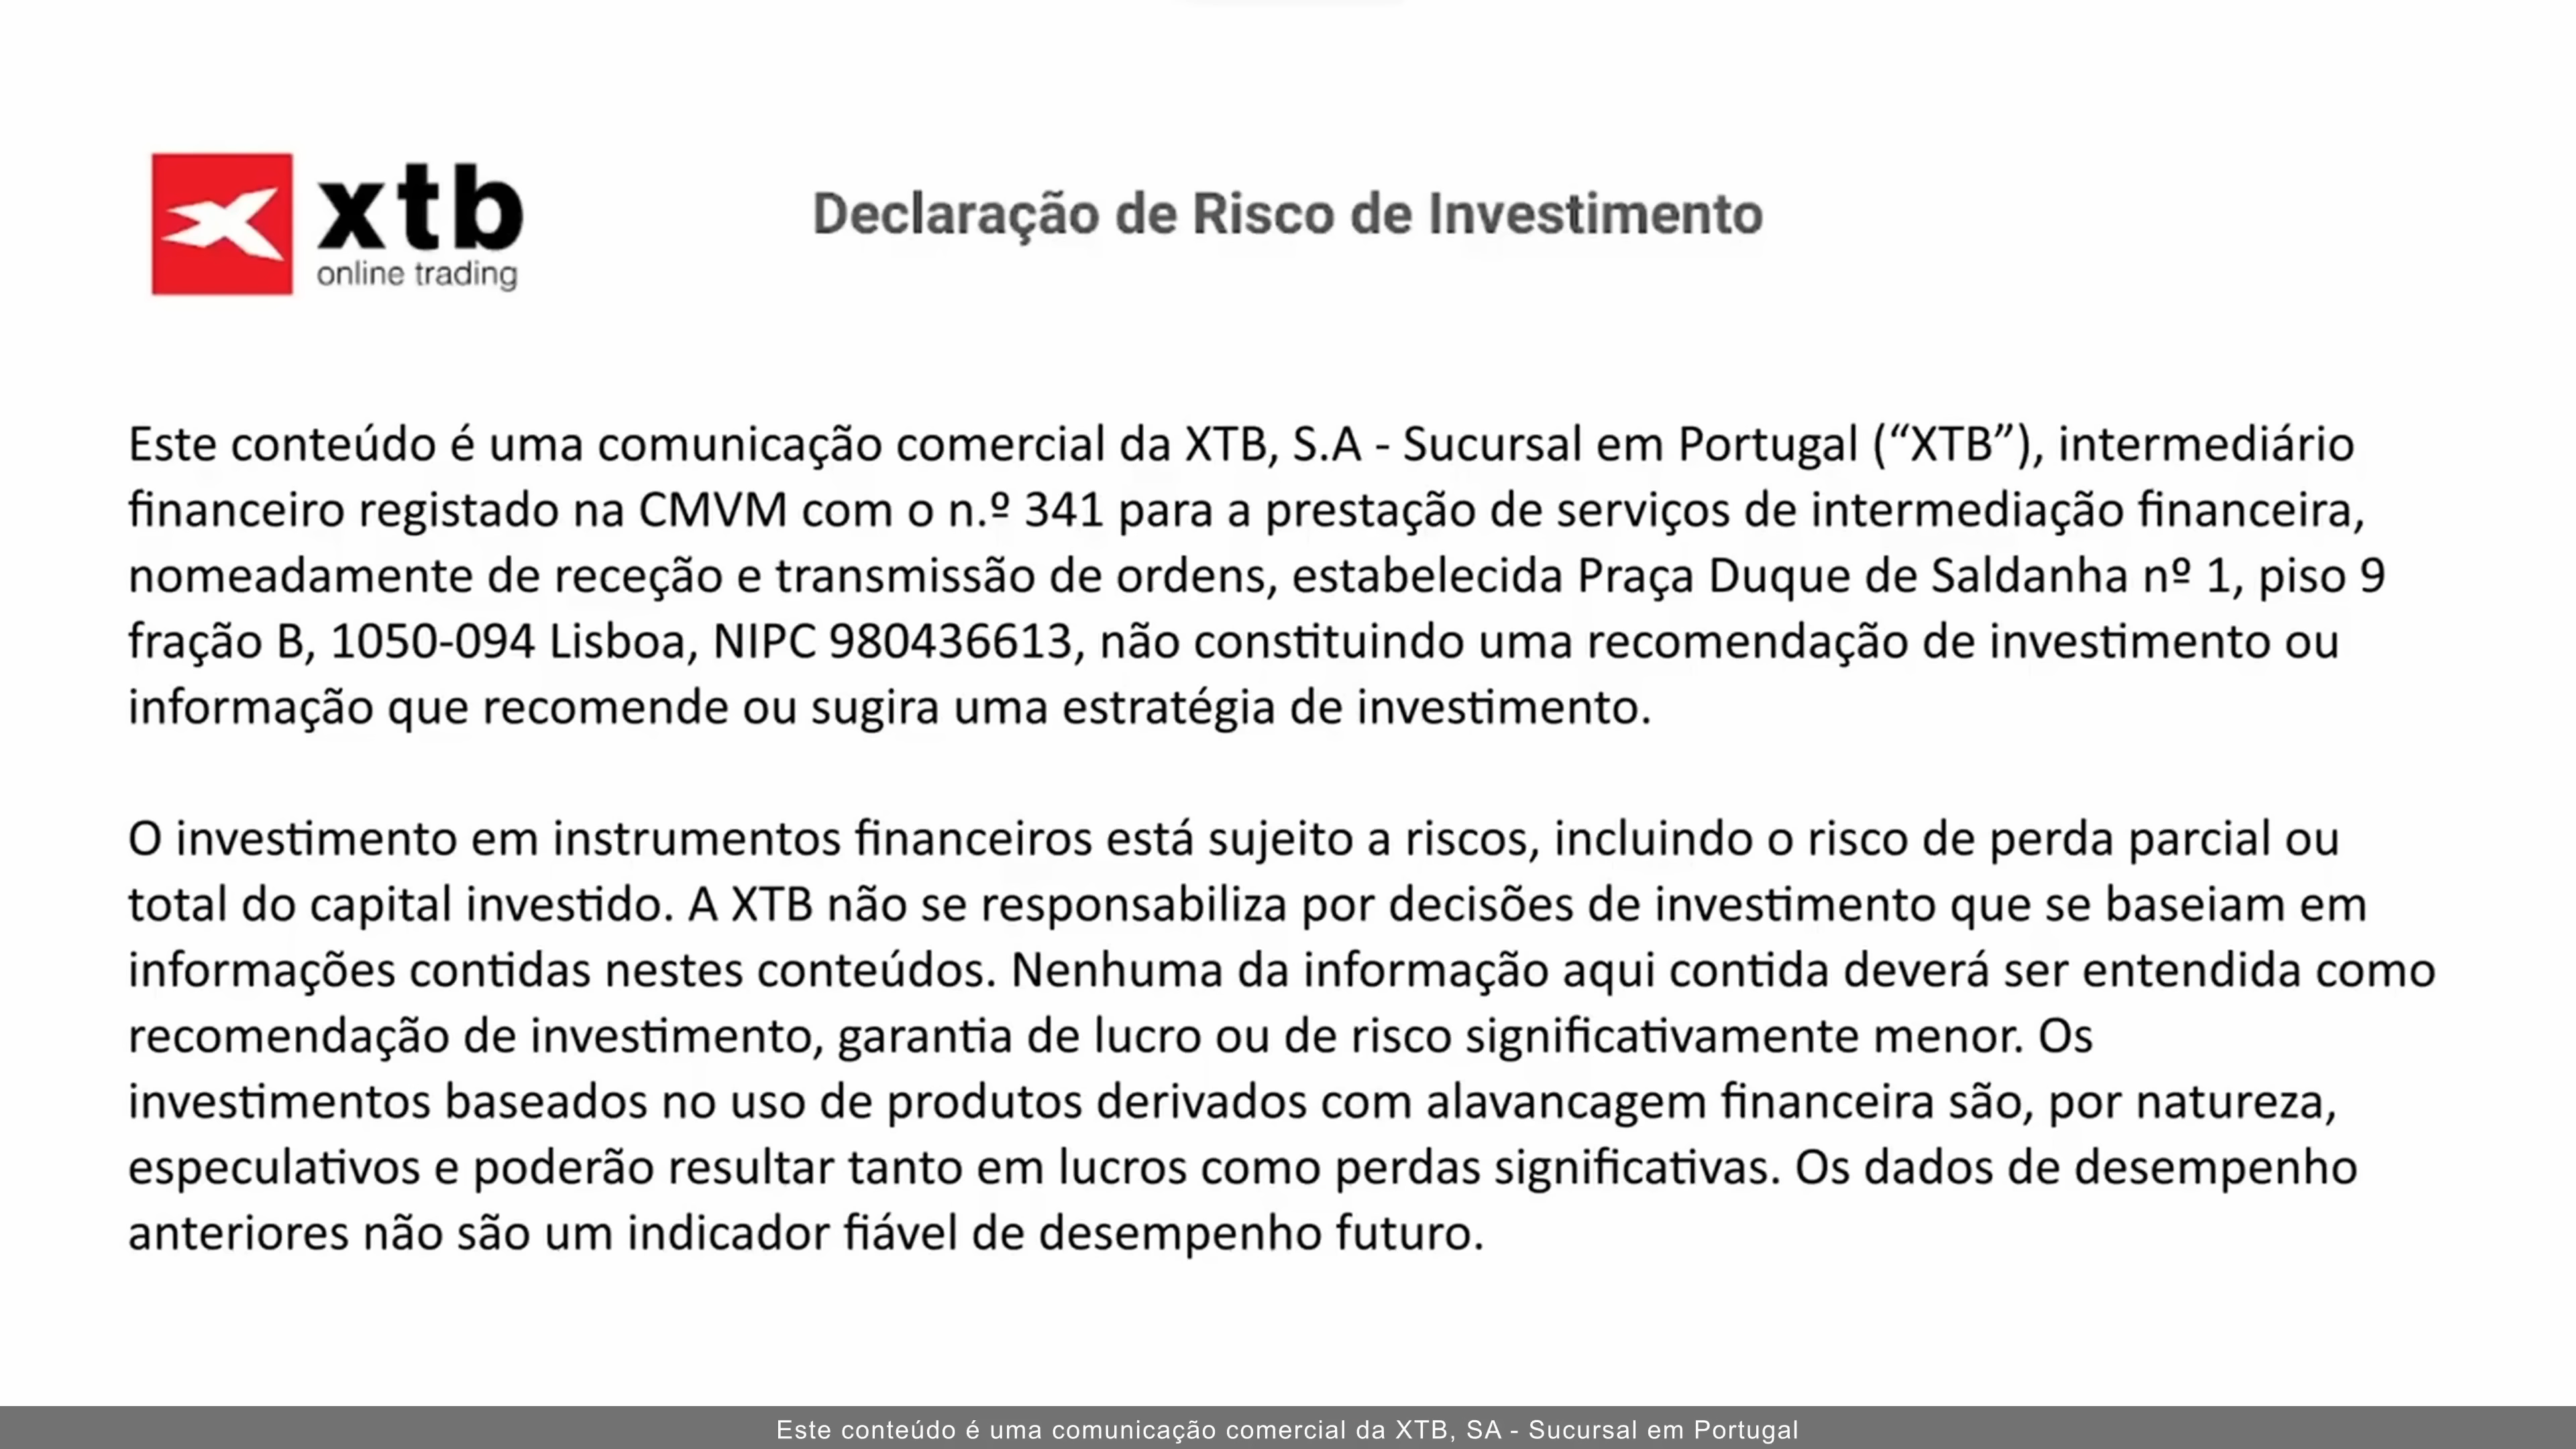 xtb
online trading
Declaração de Risco de Investimento
Este conteúdo é uma comunicação comercial da XTB, S.A - Sucursal em Portugal (“XTB”), intermediário
financeiro registado na CMVM com o n.º 341 para a prestação de serviços de intermediação financeira,
nomeadamente de receção e transmissão de ordens, estabelecida Praça Duque de Saldanha nº 1, piso 9
fração B, 1050-094 Lisboa, NIPC 980436613, não constituindo uma recomendação de investimento ou
informação que recomende ou sugira uma estratégia de investimento.
O investimento em instrumentos financeiros está sujeito a riscos, incluindo o risco de perda parcial ou
total do capital investido. A XTB não se responsabiliza por decisões de investimento que se baseiam em
informações contidas nestes conteúdos. Nenhuma da informação aqui contida deverá ser entendida como
recomendação de investimento, garantia de lucro ou de risco significativamente menor. Os
investimentos baseados no uso de produtos derivados com alavancagem financeira são, por natureza,
especulativos e poderão resultar tanto em lucros como perdas significativas. Os dados de desempenho
anteriores não são um indicador fiável de desempenho futuro.
Este conteúdo é uma comunicação comercial da XTB, SA - Sucursal em Portugal